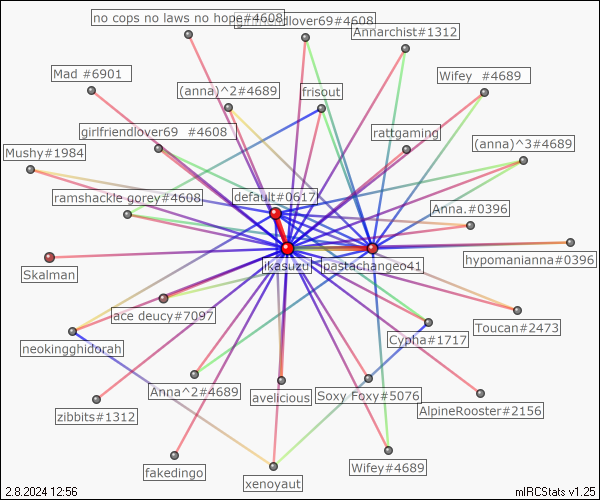 no cops no laws no hope#4608
girlfriendlover69#4608
Annarchist#1312
Mad #6901
(anna)^2#4689
frisout
Wifey #4689
girlfriendlover69 #4608
rattgaming
(anna)^3#4689
Mushy#1984
ramshackle gorey#4608
default#0617
Anna.#0396
Skalman
ikasuzu
pastachangeo41
hypomanianna#0396
ace deucy#7097
Toucan#2473
neokingghidorah
Cypha#1717
zibbits#1312
Anna^2#4689
avelicious
Soxy Foxy#5076
AlpineRooster#2156
fakedingo
xenoyaut
Wifey#4689
2.8.2024 12:56
mIRCStats v1.25